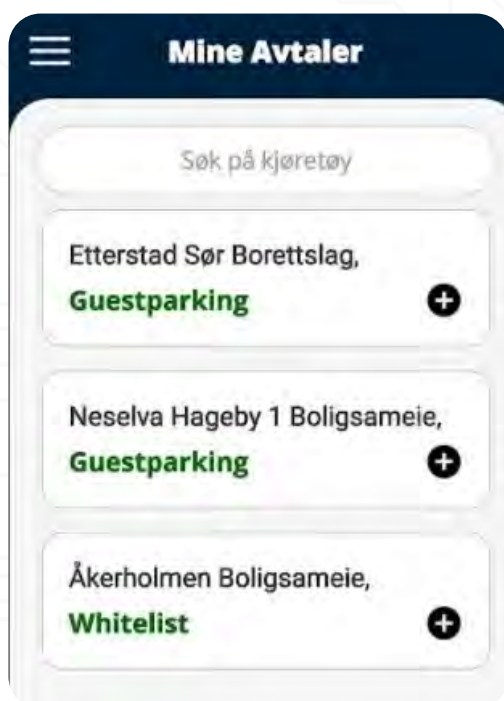 Mine Avtaler
Søk på kjøretøy
Etterstad Sør Borettslag,
Guestparking
Neselva Hageby 1 Boligsameie,
Guestparking
Åkerholmen Boligsameie,
Whitelist